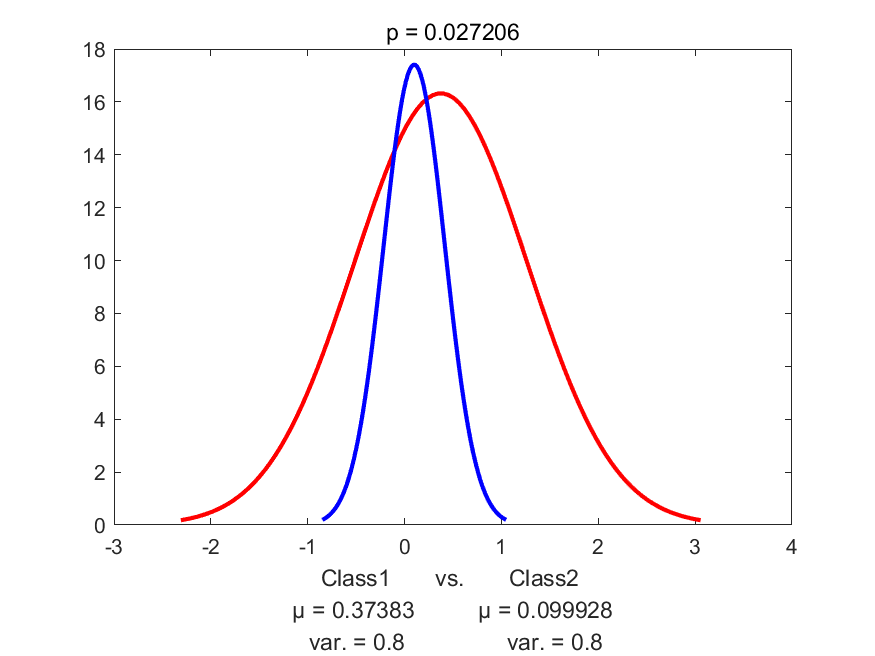 p = 0.027206
18
16
14
12
10
8
6
4
2
0
-3 -2 -1 0 1 2 3 4
Class1 vs. Class2
μ = 0.37383 μ = 0.099928
var. = 0.8 var. = 0.8